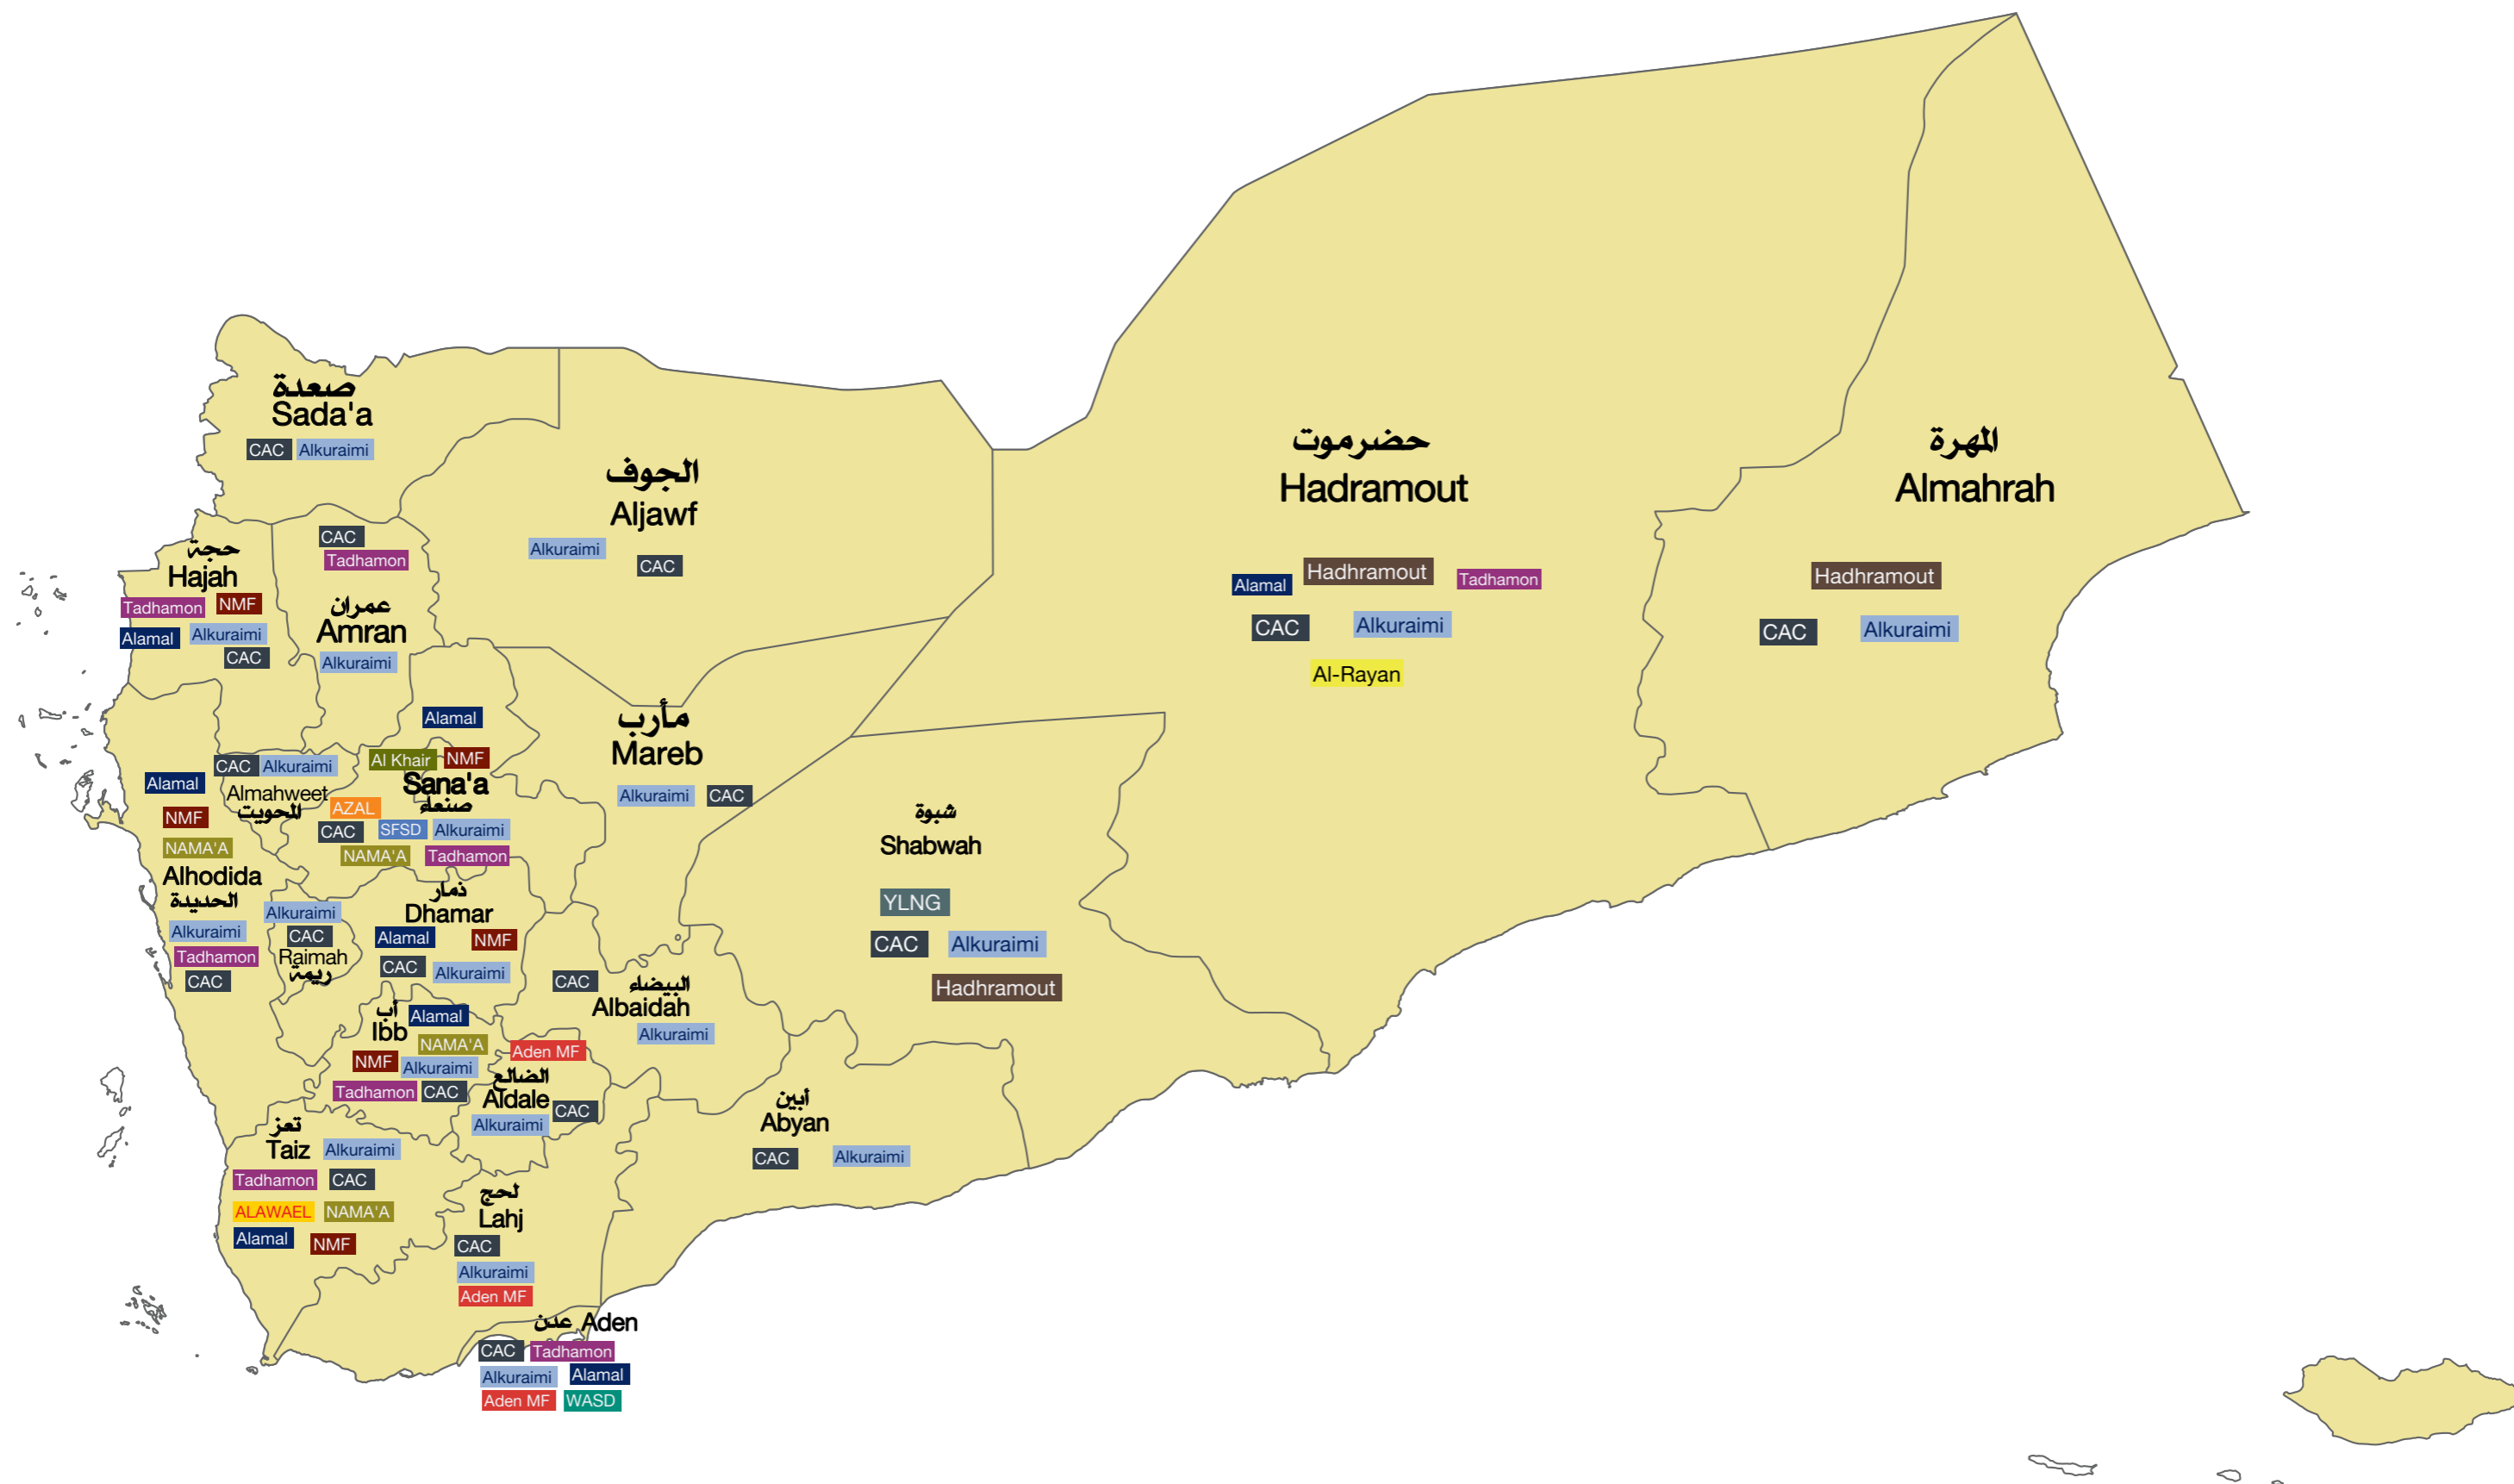 صعدة
Sada'a
CAC Alkuraimi
الجوف
Aljawf
Alkuraimi
CAC
حضرموت
Hadramout
Alamal Hadhramout Tadhamon
CAC Alkuraimi
Al-Rayan
المهرة
Almahrah
Hadhramout
CAC Alkuraimi
حجة
Hajah
Tadhamon NMF
Alamal Alkuraimi
CAC
CAC
Tadhamon
عمران
Amran
Alkuraimi
مأرب
Mareb
Alkuraimi CAC
Alamal
Al Khair NMF
Sana'a
صنعاء
AZAL
CAC SFSD Alkuraimi
NAMA'A Tadhamon
CAC Alkuraimi
Almahweet
المحويت
Alamal
NMF
NAMA'A
Alhodida
الحديدة
Alkuraimi
Tadhamon
CAC
Alkuraimi
CAC
Raimah
ريمة
ذمار
Dhamar
Alamal NMF
CAC Alkuraimi
شبوة
Shabwah
YLNG
CAC Alkuraimi
Hadhramout
CAC
البيضاء
Albaidah
Alkuraimi
أب
Ibb
Alamal
NAMA'A
NMF Alkuraimi
Tadhamon CAC
Aden MF
الضالع
Aldale
CAC
Alkuraimi
أبين
Abyan
CAC Alkuraimi
تعز
Taiz Alkuraimi
Tadhamon CAC
ALAWAEL NAMA'A
Alamal NMF
لحج
Lahj
CAC
Alkuraimi
Aden MF
عدن Aden
CAC Tadhamon
Alkuraimi Alamal
Aden MF WASD